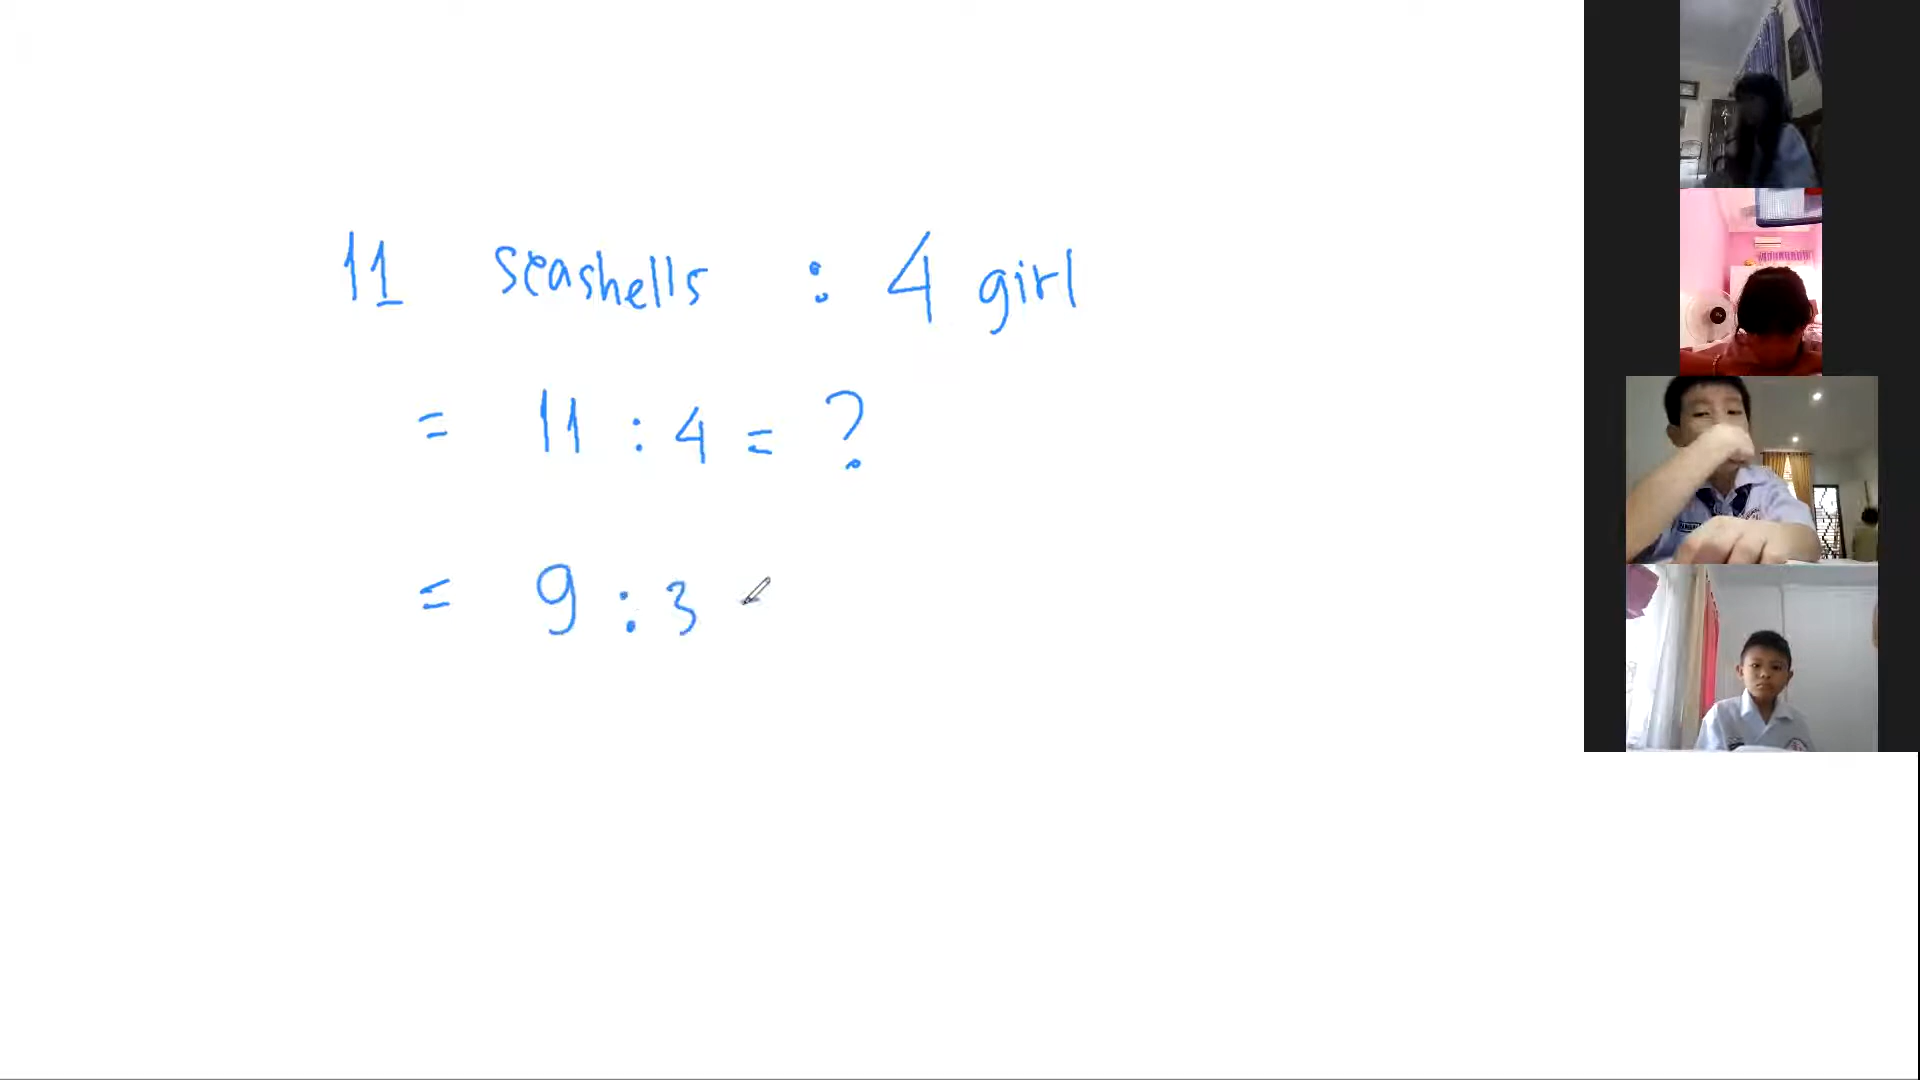 11 seashells : 4 girl
= 11 : 4 = ?
= 9 : 3